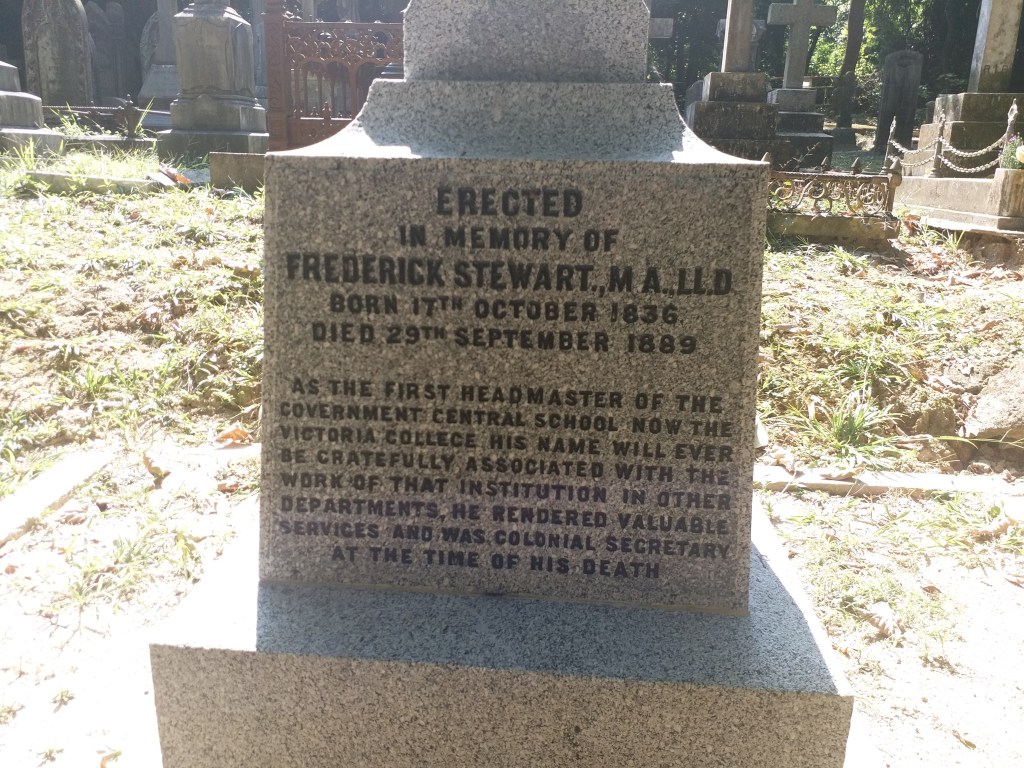 ERECTED
IN MEMORY OF
FREDERICK STEWART., M A., LL.D
BORN 17TH OCTOBER 1836
DIED 29TH SEPTEMBER 1889
AS THE FIRST HEADMASTER OF THE
GOVERNMENT CENTRAL SCHOOL NOW THE
VICTORIA COLLEGE HIS NAME WILL EVER
BE GRATEFULLY ASSOCIATED WITH THE
WORK OF THAT INSTITUTION IN OTHER
DEPARTMENTS, HE RENDERED VALUABLE
SERVICES AND WAS COLONIAL SECRETARY
AT THE TIME OF HIS DEATH